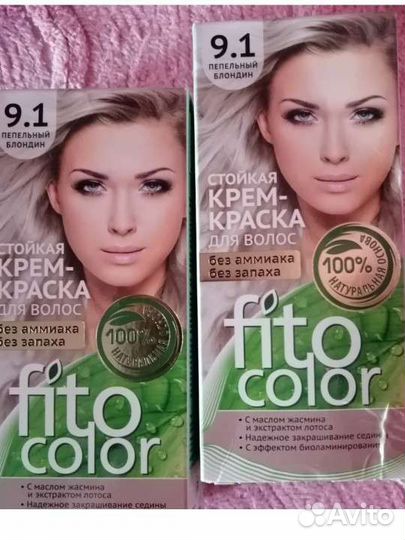 9.1
ПЕПЕЛЬНЫЙ
БЛОНДИН
СТОЙКАЯ
КРЕМ-
КРАСКА
ДЛЯ ВОЛОС
без аммиака
без запаха
100%
НАТУРАЛЬНАЯ ОСНОВА
fito
color
• С маслом жасмина
и экстрактом лотоса
• Надежное закрашивание седины
9.1
ПЕПЕЛЬНЫЙ
БЛОНДИН
СТОЙКАЯ
КРЕМ-
КРАСКА
ДЛЯ ВОЛОС
без аммиака
без запаха
100%
НАТУРАЛЬНАЯ ОСНОВА
fito
color
• С маслом жасмина
и экстрактом лотоса
• Надежное закрашивание седины
• С эффектом биоламинирования
Avito